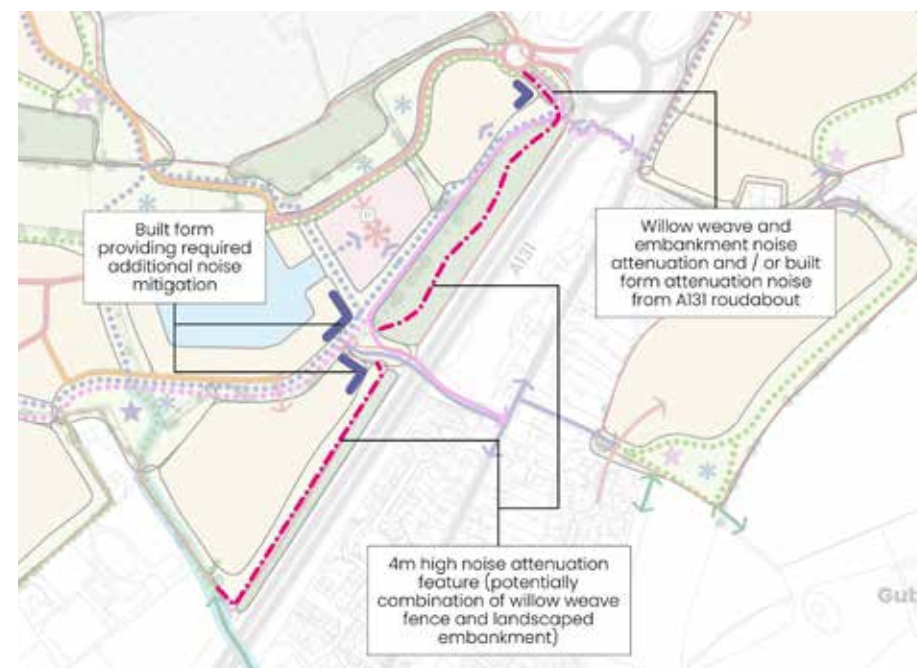 A131
Built form
providing required
additional noise
mitigation
Willow weave and
embankment noise
attenuation and / or built
form attenuation noise
from A131 roudabout
4m high noise attenuation
feature (potentially
combination of willow weave
fence and landscaped
embankment)
Gub